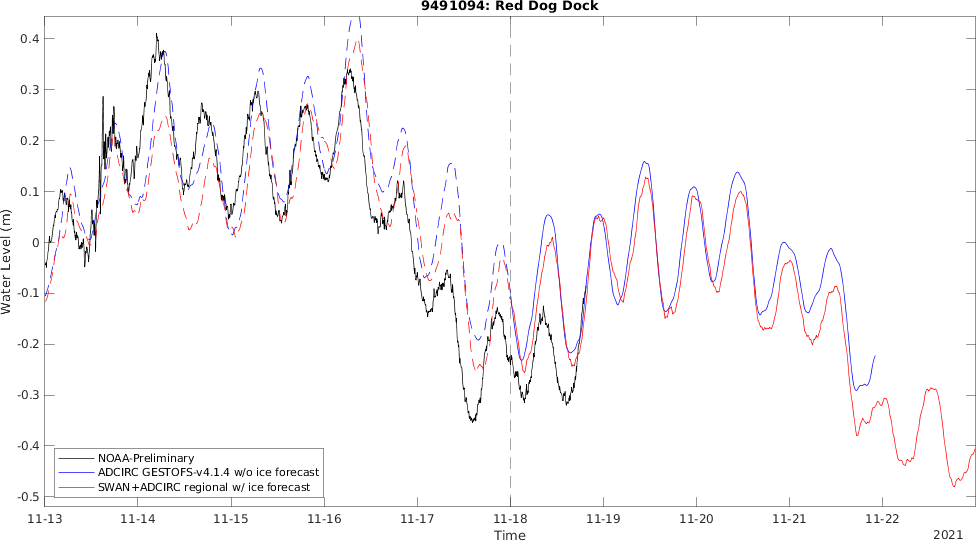 9491094: Red Dog Dock
0.4
0.3
0.2
0.1
0
-0.1
-0.2
-0.3
-0.4
-0.5
Water Level (m)
NOAA-Preliminary
ADCIRC GESTOFS-v4.1.4 w/o ice forecast
SWAN+ADCIRC regional w/ ice forecast
11-13 11-14 11-15 11-16 11-17 11-18 11-19 11-20 11-21 11-22
Time
2021